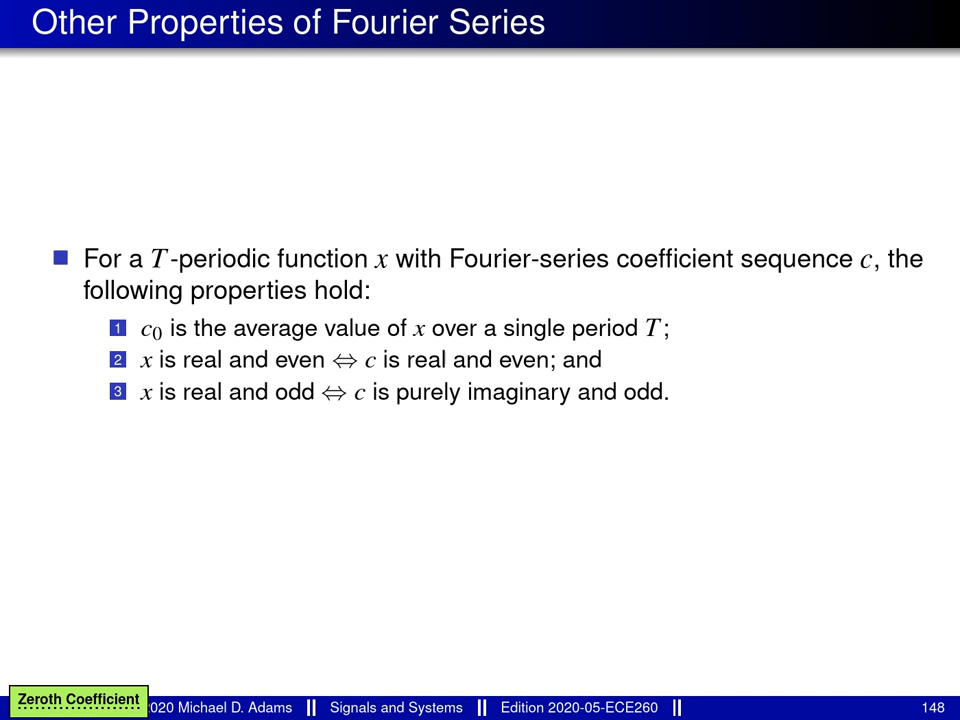 Other Properties of Fourier Series
For a T-periodic function x with Fourier-series coefficient sequence c, the
following properties hold:
1 c₀ is the average value of x over a single period T;
2 x is real and even ⇔ c is real and even; and
3 x is real and odd ⇔ c is purely imaginary and odd.
Zeroth Coefficient
2020 Michael D. Adams Signals and Systems Edition 2020-05-ECE260 148